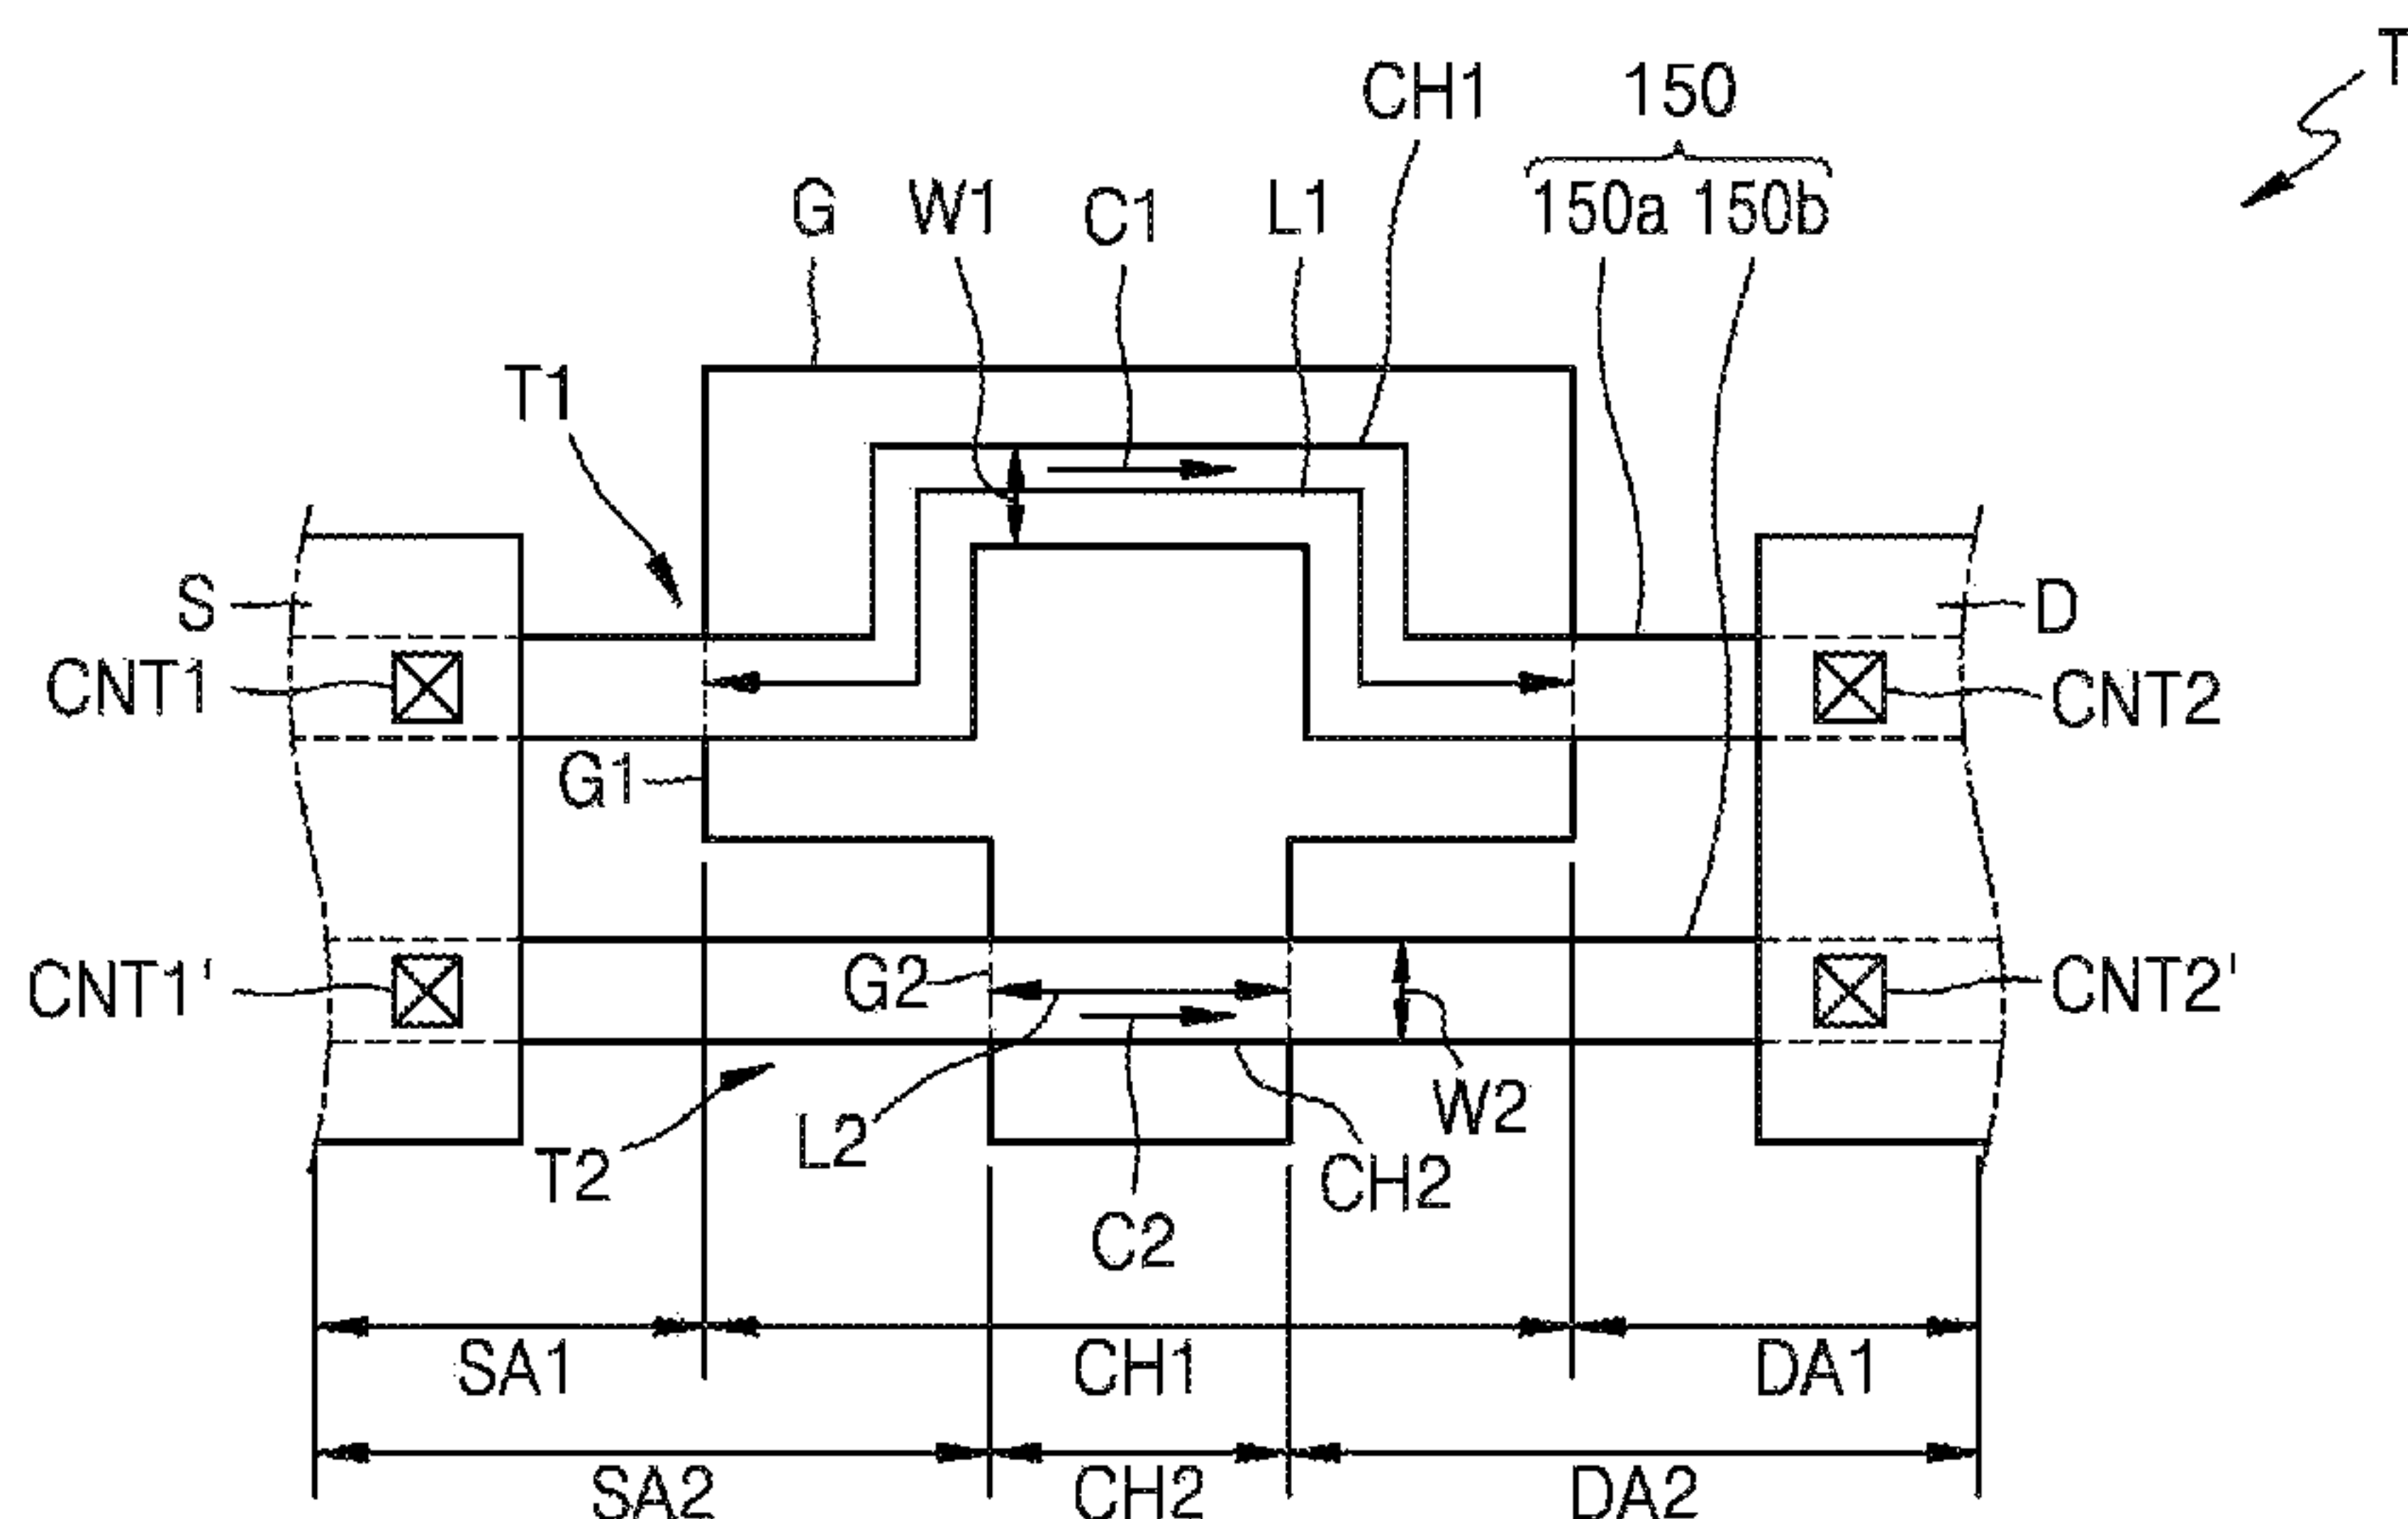 T
CH1 150
G W1 C1 L1 150a 150b
T1
S D
CNT1 CNT2
G1
CNT1' G2 CNT2'
L2 W2
T2 CH2
C2
SA1 CH1 DA1
SA2 CH2 DA2